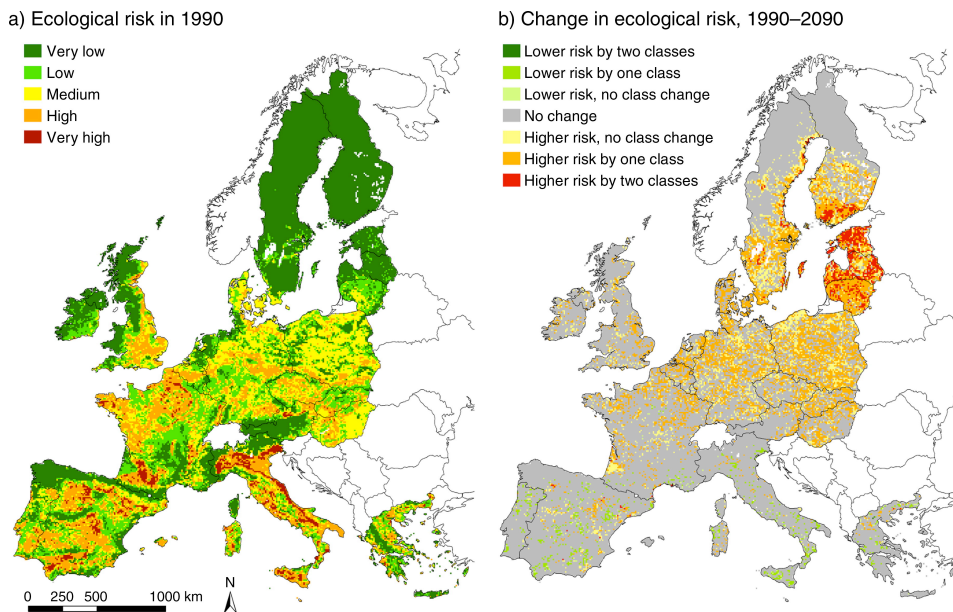 a) Ecological risk in 1990
Very low
Low
Medium
High
Very high
N
0 250 500 1000 km
b) Change in ecological risk, 1990–2090
Lower risk by two classes
Lower risk by one class
Lower risk, no class change
No change
Higher risk, no class change
Higher risk by one class
Higher risk by two classes